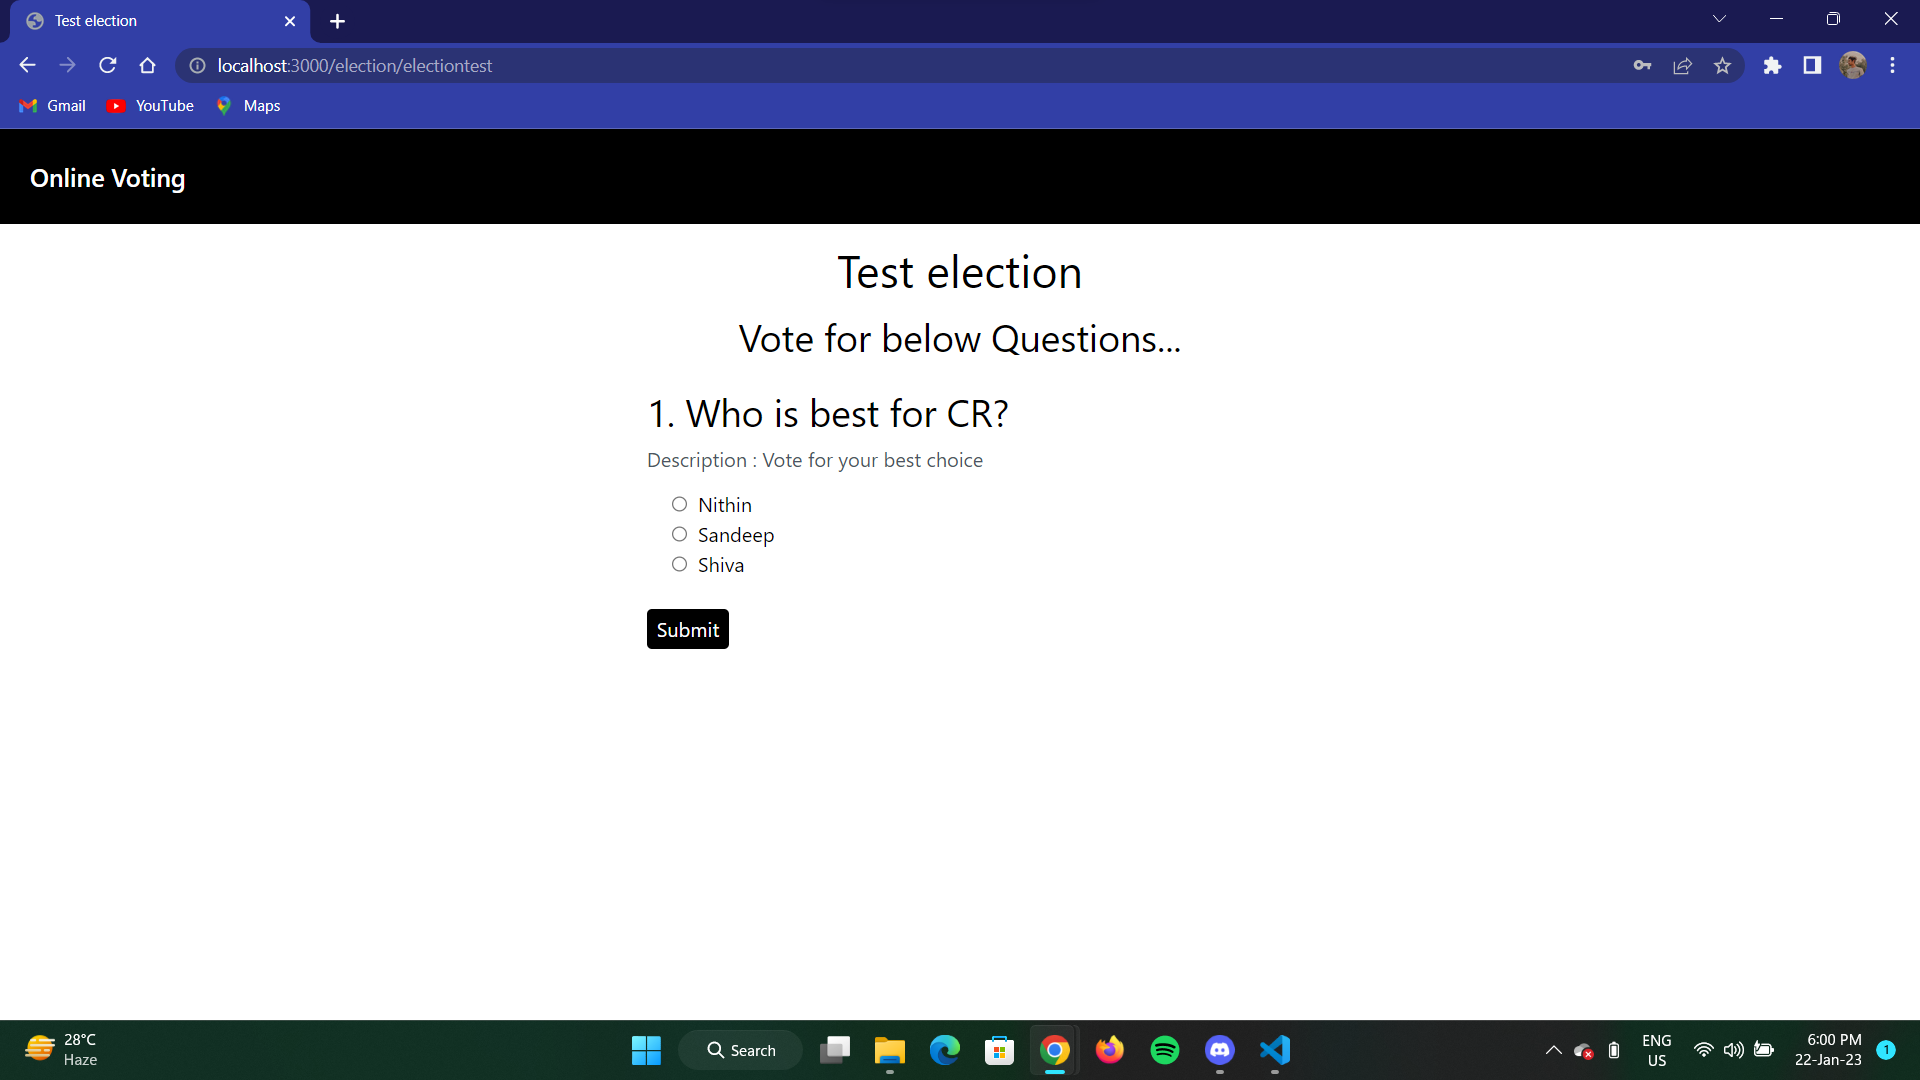 Test election
localhost:3000/election/electiontest
Gmail YouTube Maps
Online Voting
Test election
Vote for below Questions...
1. Who is best for CR?
Description : Vote for your best choice
Nithin
Sandeep
Shiva
Submit
28°C
Haze
Search
ENG
US
6:00 PM
22-Jan-23
1